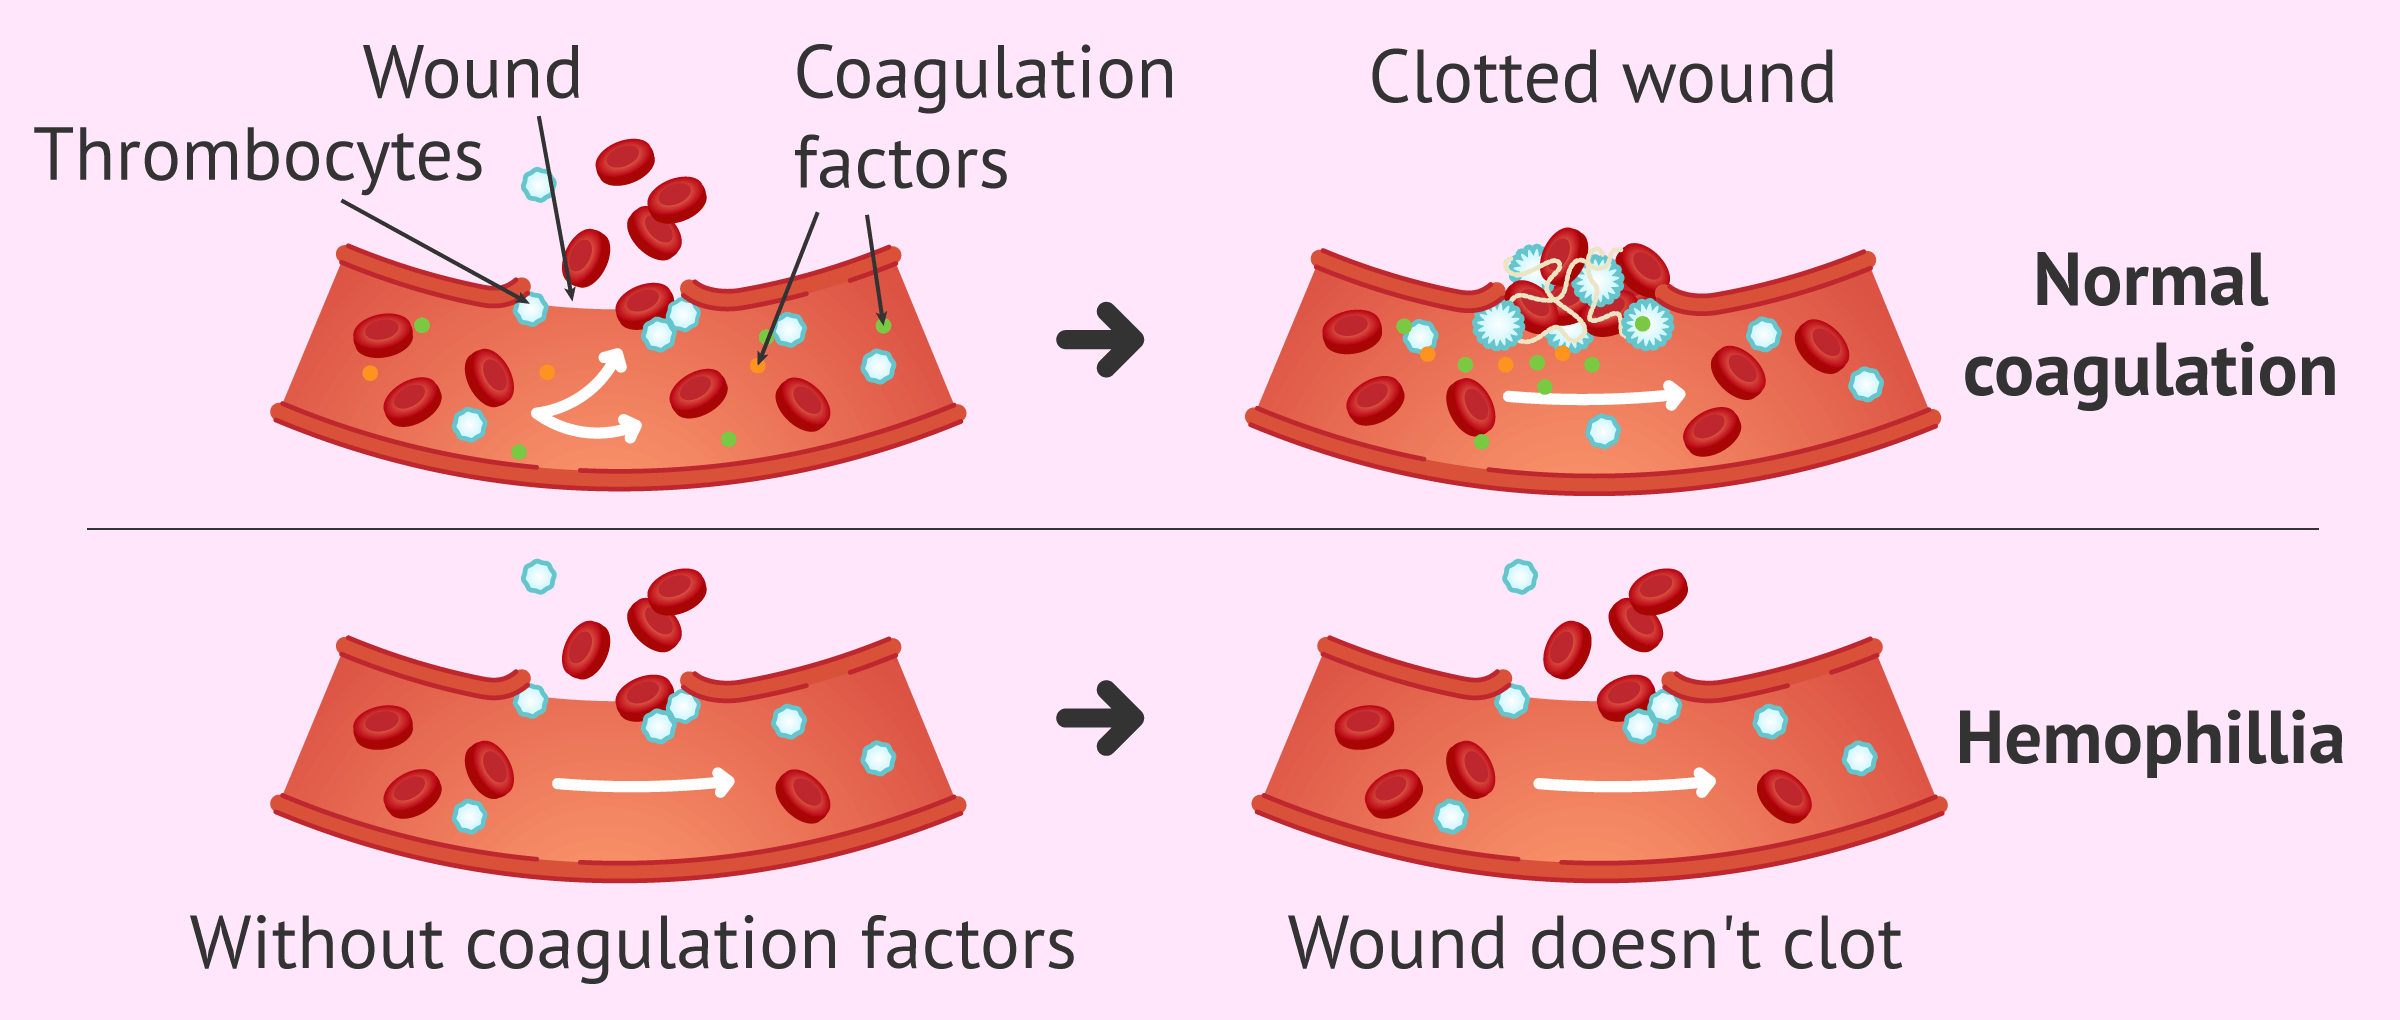 Wound
Thrombocytes
Coagulation
factors
Clotted wound
Normal
coagulation
Hemophillia
Without coagulation factors
Wound doesn't clot